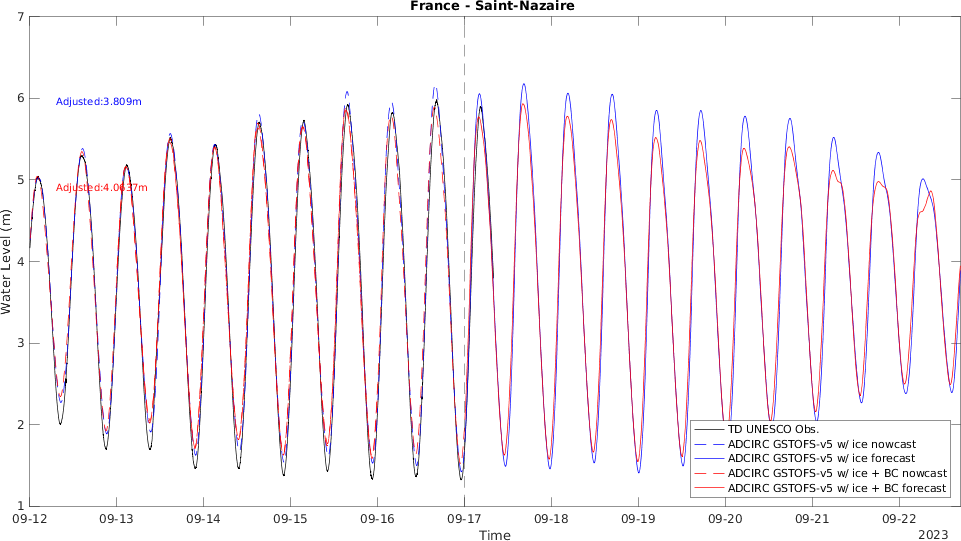 France - Saint-Nazaire
7
6
5
4
3
2
1
Water Level (m)
Adjusted:3.809m
Adjusted:4.0637m
TD UNESCO Obs.
ADCIRC GSTOFS-v5 w/ ice nowcast
ADCIRC GSTOFS-v5 w/ ice forecast
ADCIRC GSTOFS-v5 w/ ice + BC nowcast
ADCIRC GSTOFS-v5 w/ ice + BC forecast
09-12 09-13 09-14 09-15 09-16 09-17 09-18 09-19 09-20 09-21 09-22
Time
2023